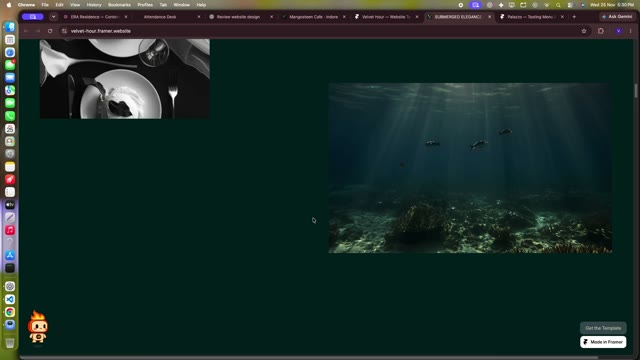 Chrome File Edit View History Bookmarks Profiles Tab Window Help
Wed 26 Nov 6:30 PM
ERA Residence — Contem
Attendance Desk
Review website design
Mangosteen Cafe - Indore
Velvet Hour — Website T
SUBMERGED ELEGANCE
Palazzo — Tasting Menu
Ask Gemini
velvet-hour.framer.website
Get the Template
Made in Framer